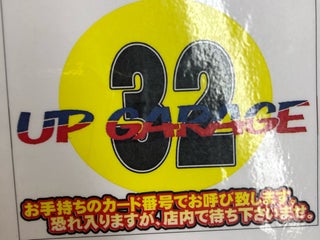 32
UP GARAGE
お手持ちのカード番号でお呼び致します。
恐れ入りますが、店内で待ち下さいませ。